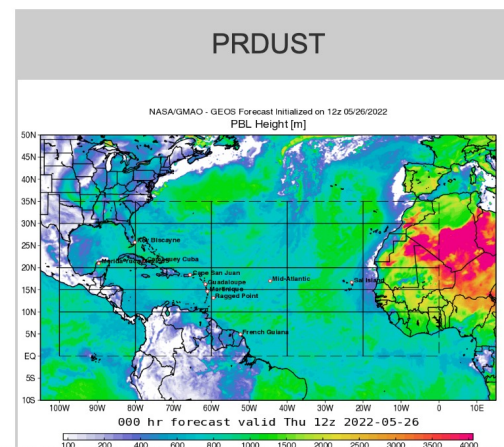 PRDUST
NASA/GMAO - GEOS Forecast Initialized on 12z 05/26/2022
PBL Height [m]
50N
45N
40N
35N
30N
25N
20N
15N
10N
5N
EQ
5S
10S
Key Biscayne
Cuba
Cape San Juan
Guadaloupe
Martinique
Ragged Point
Mid-Atlantic
Sal Island
French Guiana
100W 90W 80W 70W 60W 50W 40W 30W 20W 10W 0 10E
000 hr forecast valid Thu 12z 2022-05-26
100 200 400 600 800 1000 1500 2000 2500 3000 3500 4000